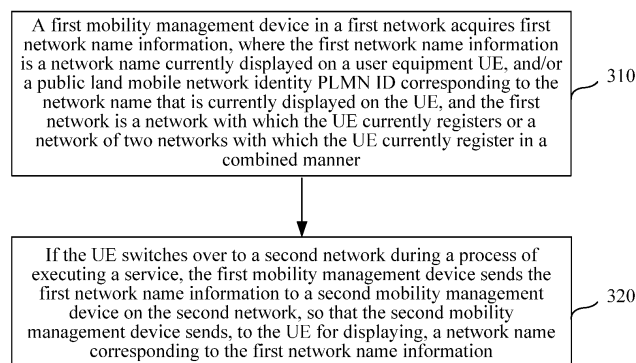 A first mobility management device in a first network acquires first
network name information, where the first network name information
is a network name currently displayed on a user equipment UE, and/or
a public land mobile network identity PLMN ID corresponding to the
network name that is currently displayed on the UE, and the first
network is a network with which the UE currently registers or a
network of two networks with which the UE currently register in a
combined manner
310
If the UE switches over to a second network during a process of
executing a service, the first mobility management device sends the
first network name information to a second mobility management
device on the second network, so that the second mobility
management device sends, to the UE for displaying, a network name
corresponding to the first network name information
320